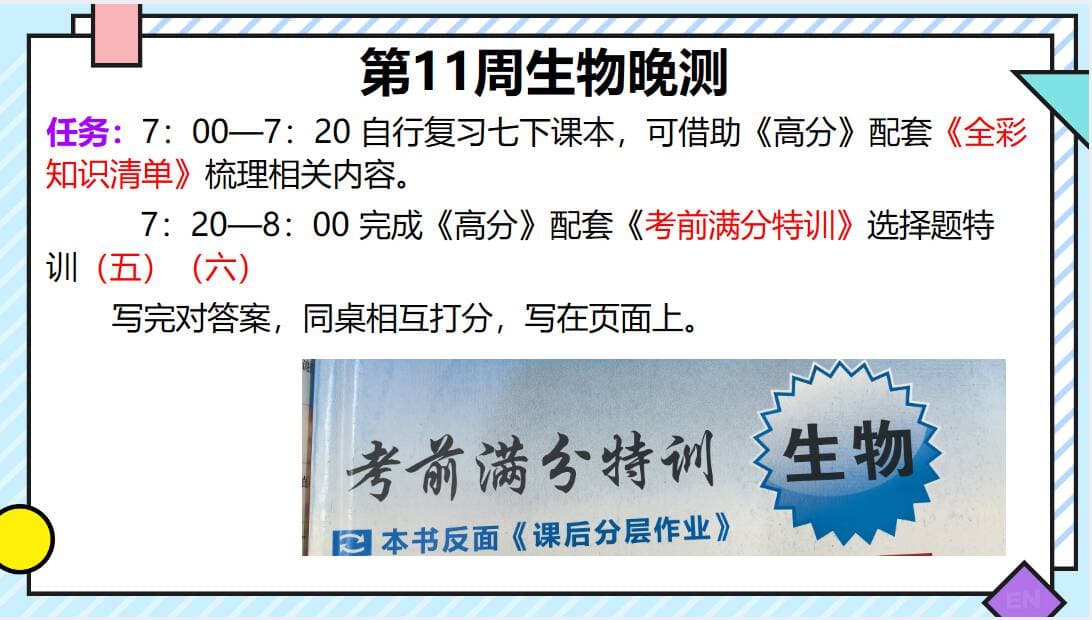 第11周生物晚测
任务：7：00—7：20 自行复习七下课本，可借助《高分》配套《全彩
知识清单》梳理相关内容。
7：20—8：00 完成《高分》配套《考前满分特训》选择题特
训（五）（六）
写完对答案，同桌相互打分，写在页面上。
考前满分特训
生物
本书反面《课后分层作业》
EN